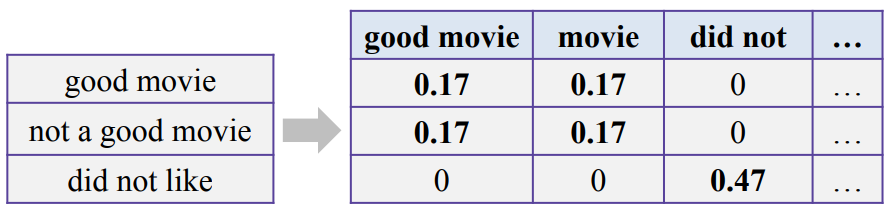 good movie movie did not …
good movie 0.17 0.17 0 …
not a good movie 0.17 0.17 0 …
did not like 0 0 0.47 …